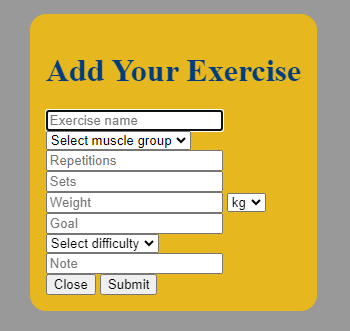 Add Your Exercise
Exercise name
Select muscle group
Repetitions
Sets
Weight kg
Goal
Select difficulty
Note
Close Submit